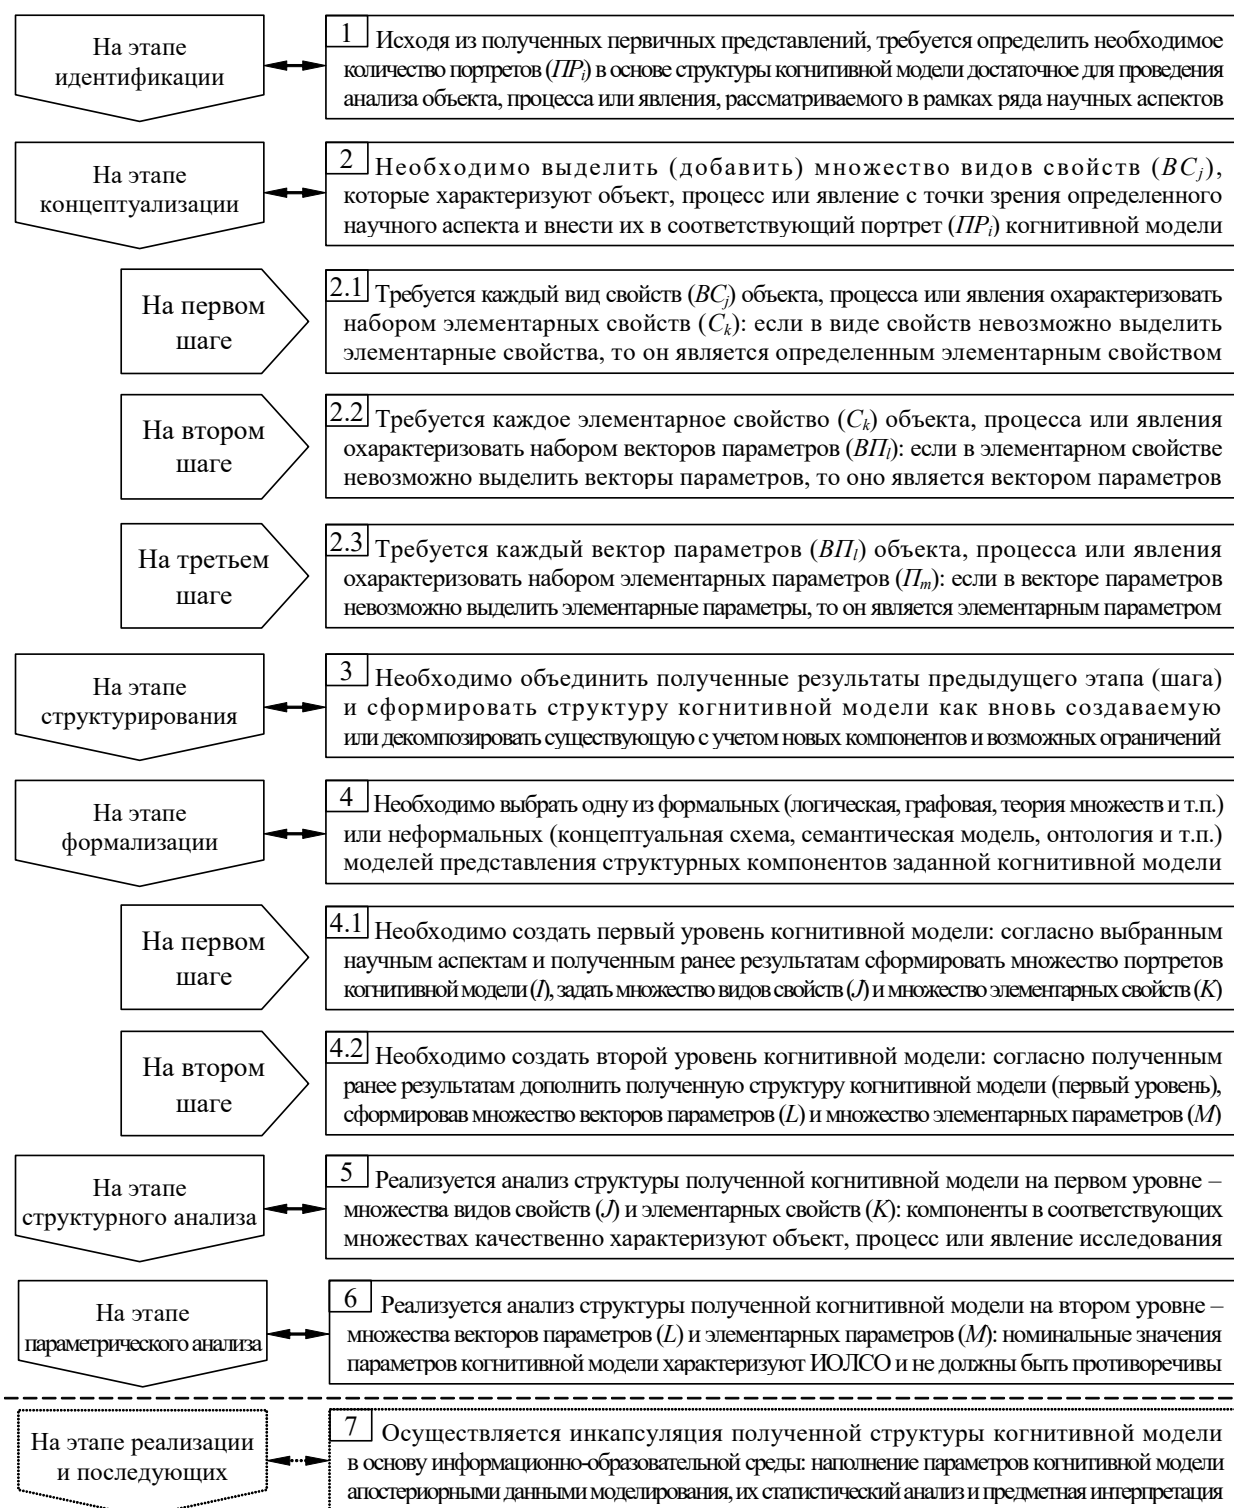 На этапе
идентификации
1
Исходя из полученных первичных представлений, требуется определить необходимое
количество портретов (ПР_i) в основе структуры когнитивной модели достаточное для проведения
анализа объекта, процесса или явления, рассматриваемого в рамках ряда научных аспектов
На этапе
концептуализации
2
Необходимо выделить (добавить) множество видов свойств (ВС_j),
которые характеризуют объект, процесс или явление с точки зрения определенного
научного аспекта и внести их в соответствующий портрет (ПР_i) когнитивной модели
На первом
шаге
2.1
Требуется каждый вид свойств (ВС_j) объекта, процесса или явления охарактеризовать
набором элементарных свойств (С_k): если в виде свойств невозможно выделить
элементарные свойства, то он является определенным элементарным свойством
На втором
шаге
2.2
Требуется каждое элементарное свойство (С_k) объекта, процесса или явления
охарактеризовать набором векторов параметров (ВП_l): если в элементарном свойстве
невозможно выделить векторы параметров, то оно является вектором параметров
На третьем
шаге
2.3
Требуется каждый вектор параметров (ВП_l) объекта, процесса или явления
охарактеризовать набором элементарных параметров (П_m): если в векторе параметров
невозможно выделить элементарные параметры, то он является элементарным параметром
На этапе
структурирования
3
Необходимо объединить полученные результаты предыдущего этапа (шага)
и сформировать структуру когнитивной модели как вновь создаваемую
или декомпозировать существующую с учетом новых компонентов и возможных ограничений
На этапе
формализации
4
Необходимо выбрать одну из формальных (логическая, графовая, теория множеств и т.п.)
или неформальных (концептуальная схема, семантическая модель, онтология и т.п.)
моделей представления структурных компонентов заданной когнитивной модели
На первом
шаге
4.1
Необходимо создать первый уровень когнитивной модели: согласно выбранным
научным аспектам и полученным ранее результатам сформировать множество портретов
когнитивной модели (I), задать множество видов свойств (J) и множество элементарных свойств (K)
На втором
шаге
4.2
Необходимо создать второй уровень когнитивной модели: согласно полученным
ранее результатам дополнить полученную структуру когнитивной модели (первый уровень),
сформировав множество векторов параметров (L) и множество элементарных параметров (M)
На этапе
структурного анализа
5
Реализуется анализ структуры полученной когнитивной модели на первом уровне –
множества видов свойств (J) и элементарных свойств (K): компоненты в соответствующих
множествах качественно характеризуют объект, процесс или явление исследования
На этапе
параметрического анализа
6
Реализуется анализ структуры полученной когнитивной модели на втором уровне –
множества векторов параметров (L) и элементарных параметров (M): номинальные значения
параметров когнитивной модели характеризуют ИОЛСО и не должны быть противоречивы
На этапе реализации
и последующих
7
Осуществляется инкапсуляция полученной структуры когнитивной модели
в основу информационно-образовательной среды: наполнение параметров когнитивной модели
апостериорными данными моделирования, их статистический анализ и предметная интерпретация